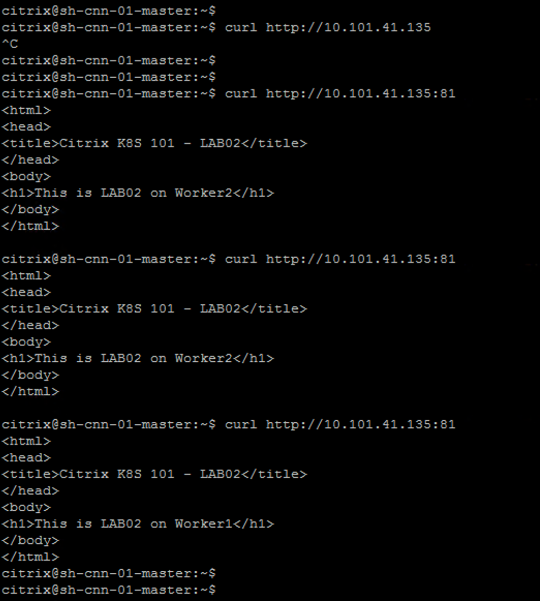 citrix@sh-cnn-01-master:~$
citrix@sh-cnn-01-master:~$ curl http://10.101.41.135
^C
citrix@sh-cnn-01-master:~$
citrix@sh-cnn-01-master:~$
citrix@sh-cnn-01-master:~$ curl http://10.101.41.135:81
<html>
<head>
<title>Citrix K8S 101 - LAB02</title>
</head>
<body>
<h1>This is LAB02 on Worker2</h1>
</body>
</html>

citrix@sh-cnn-01-master:~$ curl http://10.101.41.135:81
<html>
<head>
<title>Citrix K8S 101 - LAB02</title>
</head>
<body>
<h1>This is LAB02 on Worker2</h1>
</body>
</html>

citrix@sh-cnn-01-master:~$ curl http://10.101.41.135:81
<html>
<head>
<title>Citrix K8S 101 - LAB02</title>
</head>
<body>
<h1>This is LAB02 on Worker1</h1>
</body>
</html>
citrix@sh-cnn-01-master:~$
citrix@sh-cnn-01-master:~$